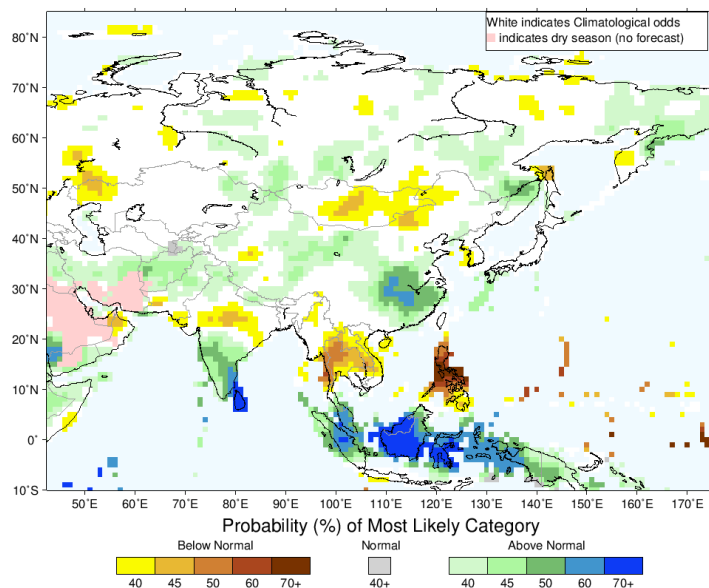 White indicates Climatological odds
indicates dry season (no forecast)
80˚N
70˚N
60˚N
50˚N
40˚N
30˚N
20˚N
10˚N
0˚
10˚S
50˚E 60˚E 70˚E 80˚E 90˚E 100˚E 110˚E 120˚E 130˚E 140˚E 150˚E 160˚E 170˚E
Probability (%) of Most Likely Category
Below Normal Normal Above Normal
40 45 50 60 70+ 40+ 40 45 50 60 70+